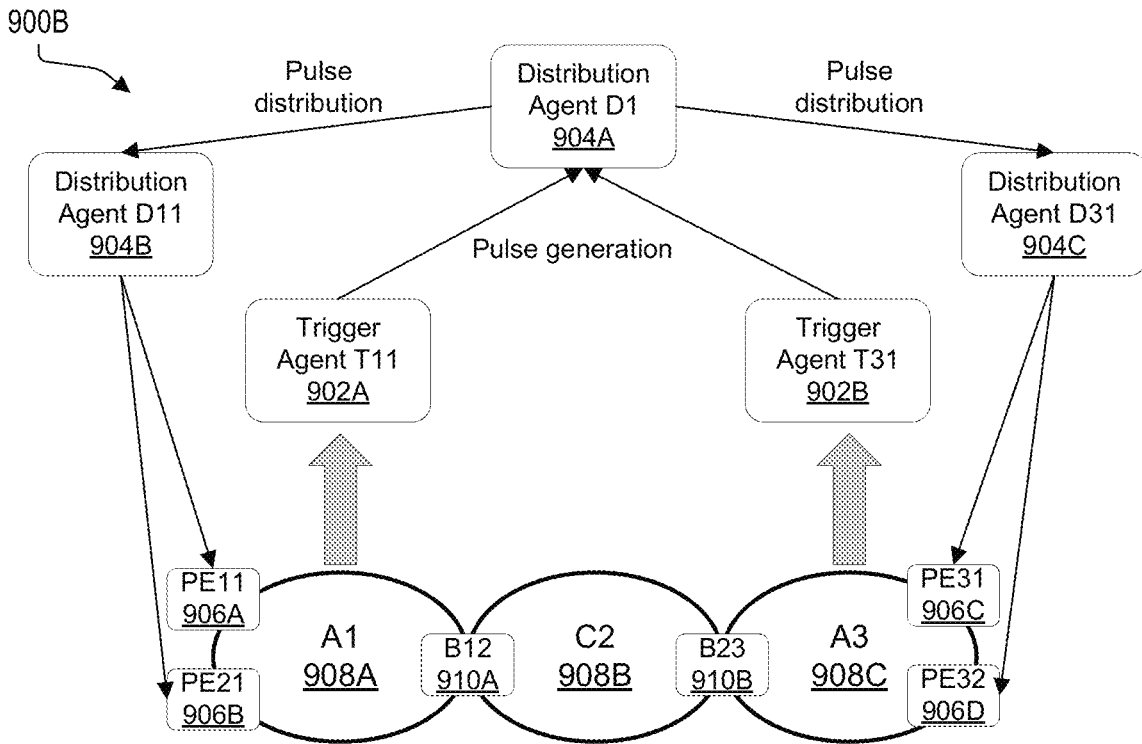 900B
Pulse
distribution
Distribution
Agent D1
904A
Pulse
distribution
Distribution
Agent D11
904B
Distribution
Agent D31
904C
Pulse generation
Trigger
Agent T11
902A
Trigger
Agent T31
902B
PE11
906A
PE21
906B
A1
908A
B12
910A
C2
908B
B23
910B
A3
908C
PE31
906C
PE32
906D